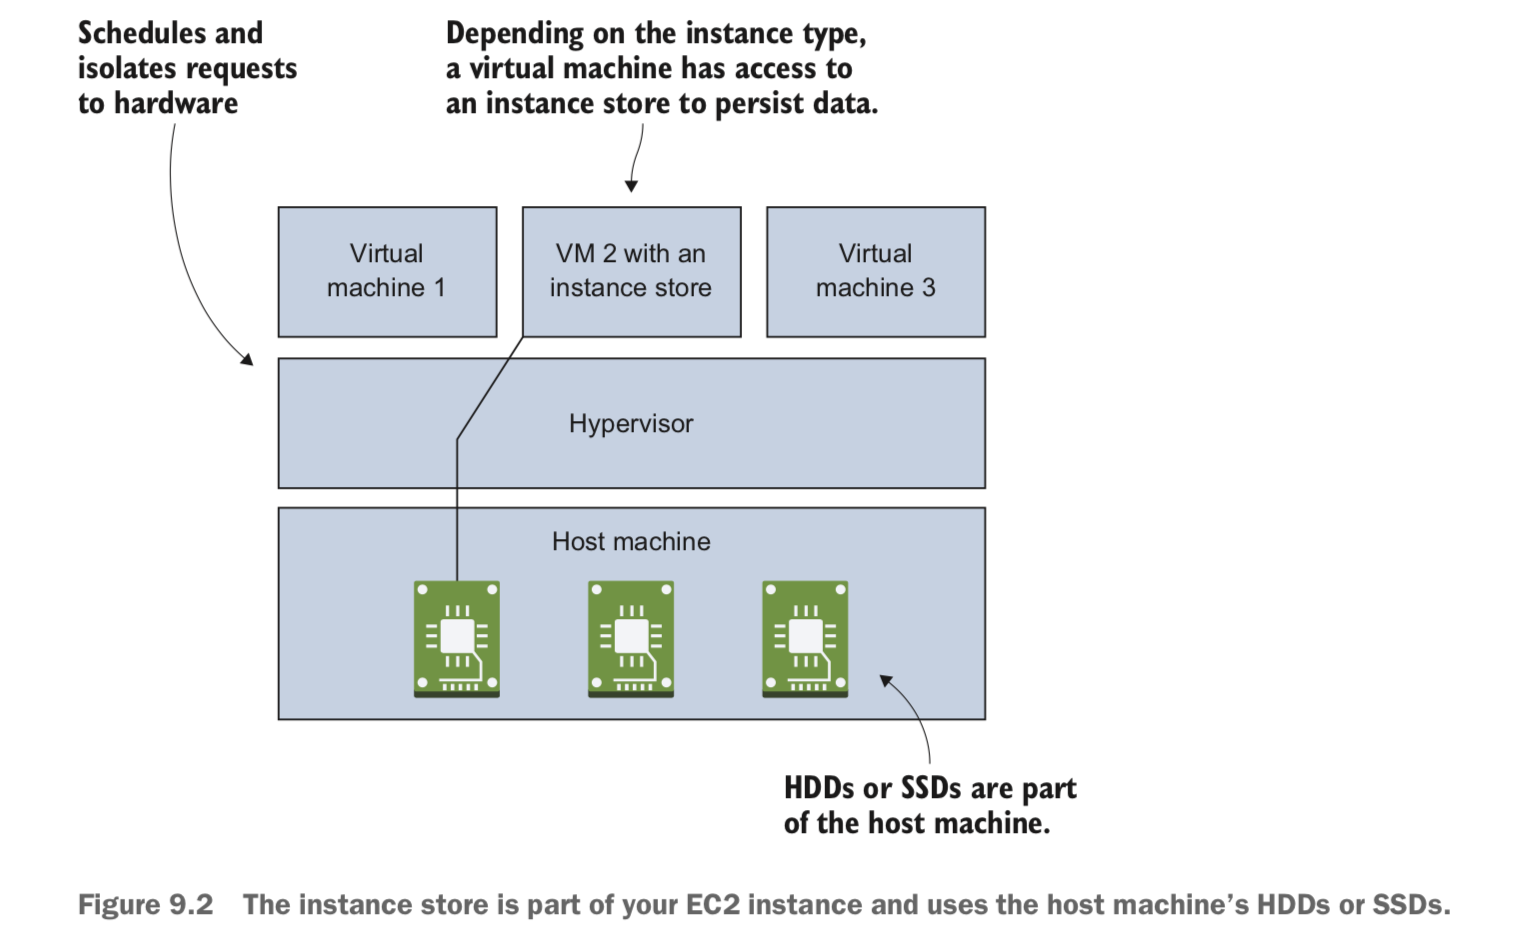 Schedules and
isolates requests
to hardware
Depending on the instance type,
a virtual machine has access to
an instance store to persist data.
Virtual
machine 1
VM 2 with an
instance store
Virtual
machine 3
Hypervisor
Host machine
HDDs or SSDs are part
of the host machine.
Figure 9.2 The instance store is part of your EC2 instance and uses the host machine’s HDDs or SSDs.